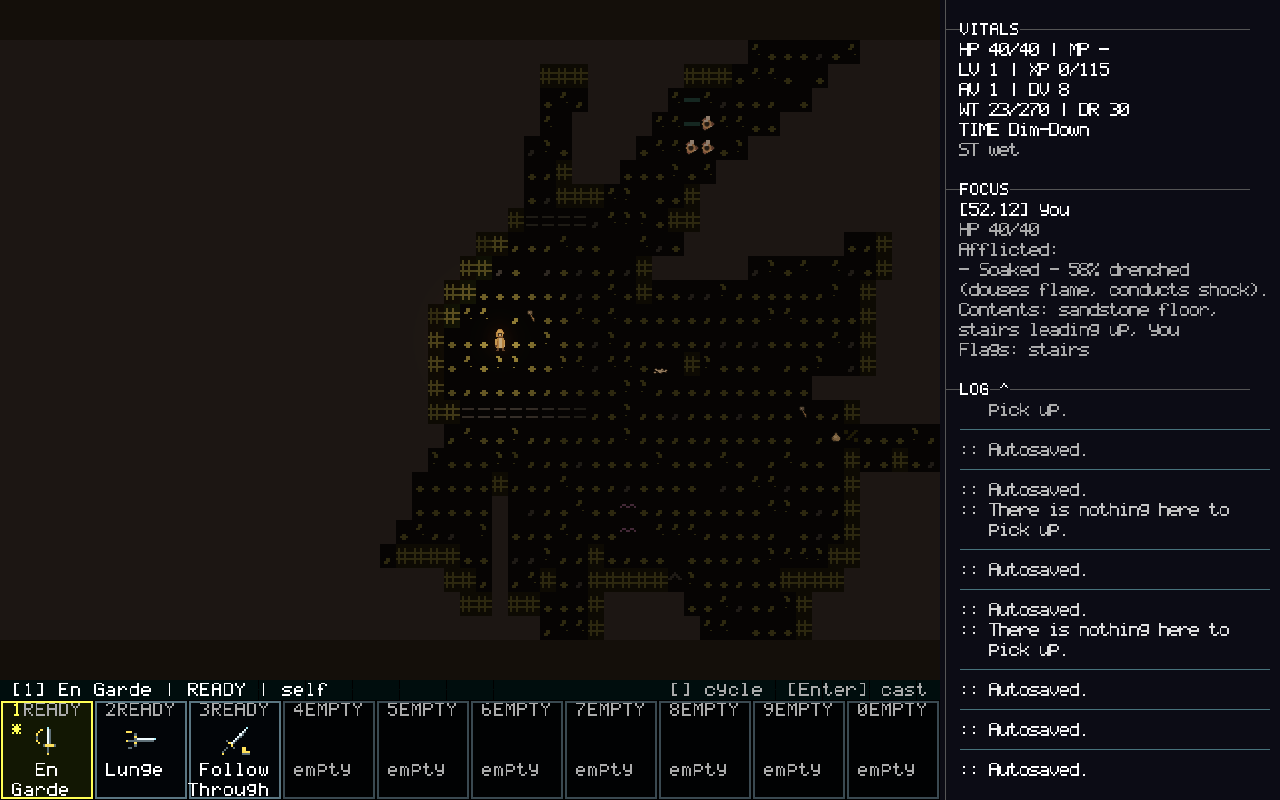 VITALS
HP 40/40 | MP -
LV 1 | XP 0/115
AV 1 | DV 8
WT 23/270 | DR 30
TIME Dim-Down
ST wet
FOCUS
[52,12] You
HP 40/40
Afflicted:
- Soaked - 58% drenched
(douses flame, conducts shock).
Contents: sandstone floor,
stairs leading up, You
Flags: stairs
LOG ^
Pick up.
:: Autosaved.
:: Autosaved.
:: There is nothing here to
Pick up.
:: Autosaved.
:: Autosaved.
:: There is nothing here to
Pick up.
:: Autosaved.
:: Autosaved.
:: Autosaved.
[1] En Garde | READY | self
[] cycle [Enter] cast
1READY 2READY 3READY 4EMPTY 5EMPTY 6EMPTY 7EMPTY 8EMPTY 9EMPTY 0EMPTY
*
En Lunge Follow empty empty empty empty empty empty empty
Garde Through